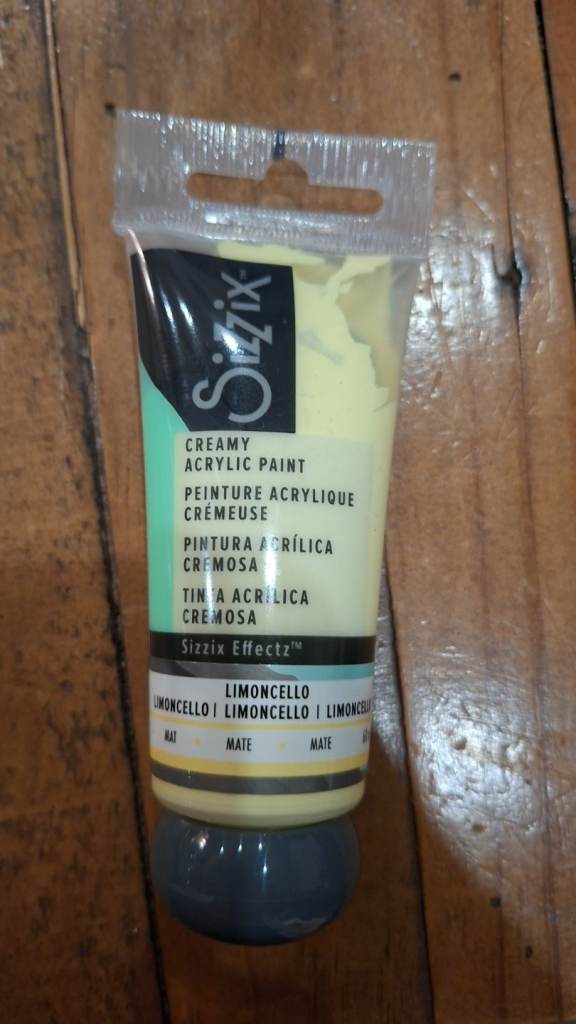 Sizzix™
CREAMY
ACRYLIC PAINT
PEINTURE ACRYLIQUE
CRÉMEUSE
PINTURA ACRÍLICA
CREMOSA
TINTA ACRÍLICA
CREMOSA
Sizzix Effectz™
LIMONCELLO
LIMONCELLO | LIMONCELLO | LIMONCELLO
MAT • MATE • MATE